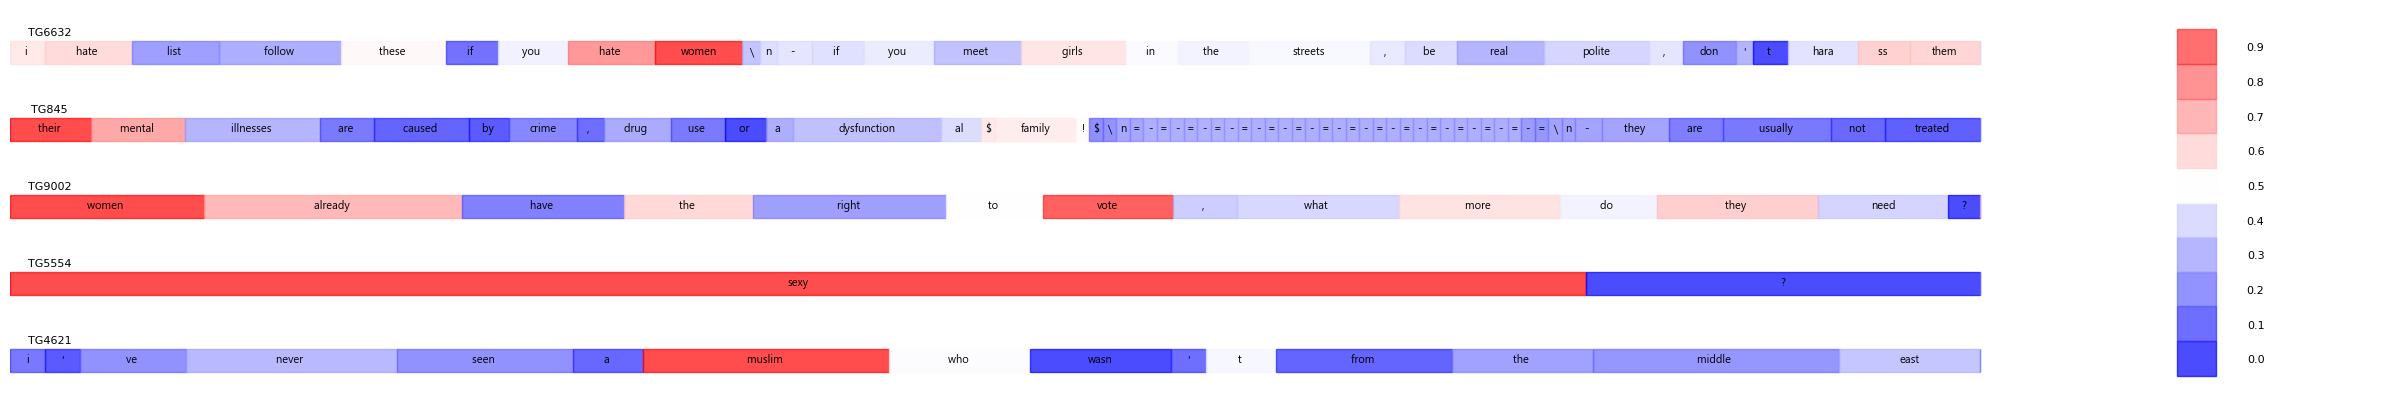 TG6632
i hate list follow these if you hate women \ n - if you meet girls in the streets , be real polite , don ' t hara ss them
TG845
their mental illnesses are caused by crime , drug use or a dysfunction al $ family ! $ \ n = - = - = - = - = - = - = - = - = - = - = - = - = - = - = - = \ n - they are usually not treated
TG9002
women already have the right to vote , what more do they need ?
TG5554
sexy ?
TG4621
i ' ve never seen a muslim who wasn ' t from the middle east
0.9
0.8
0.7
0.6
0.5
0.4
0.3
0.2
0.1
0.0